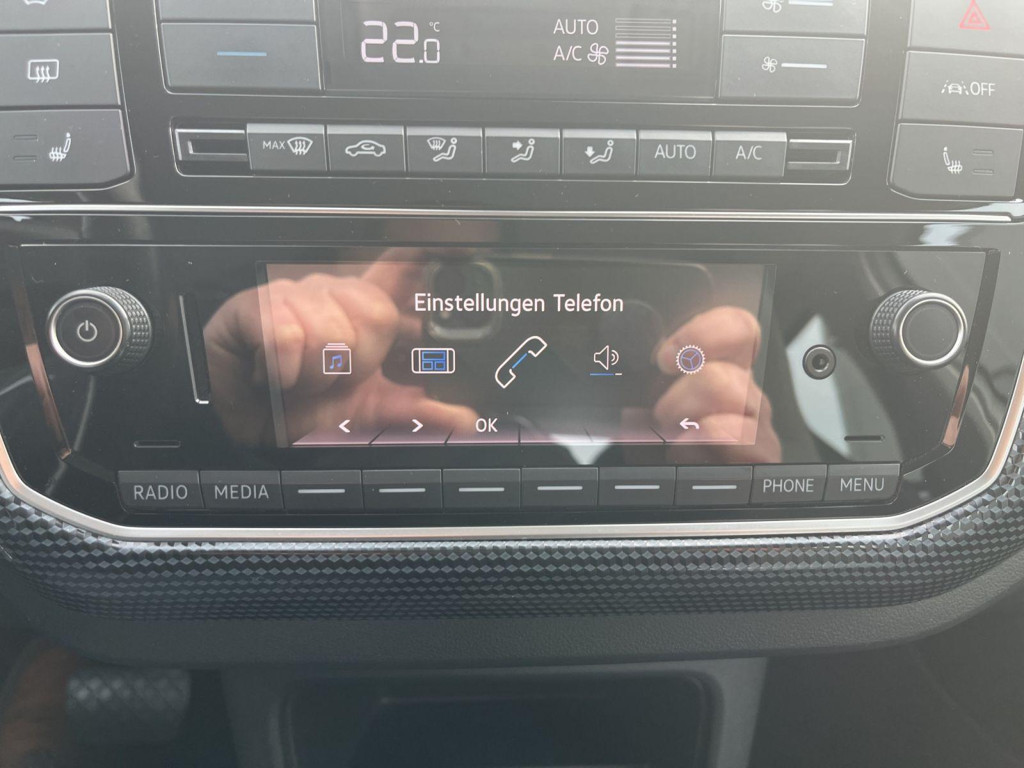 22.0 °C
AUTO
A/C
OFF
MAX
AUTO
A/C
Einstellungen Telefon
< > OK
RADIO MEDIA PHONE MENU